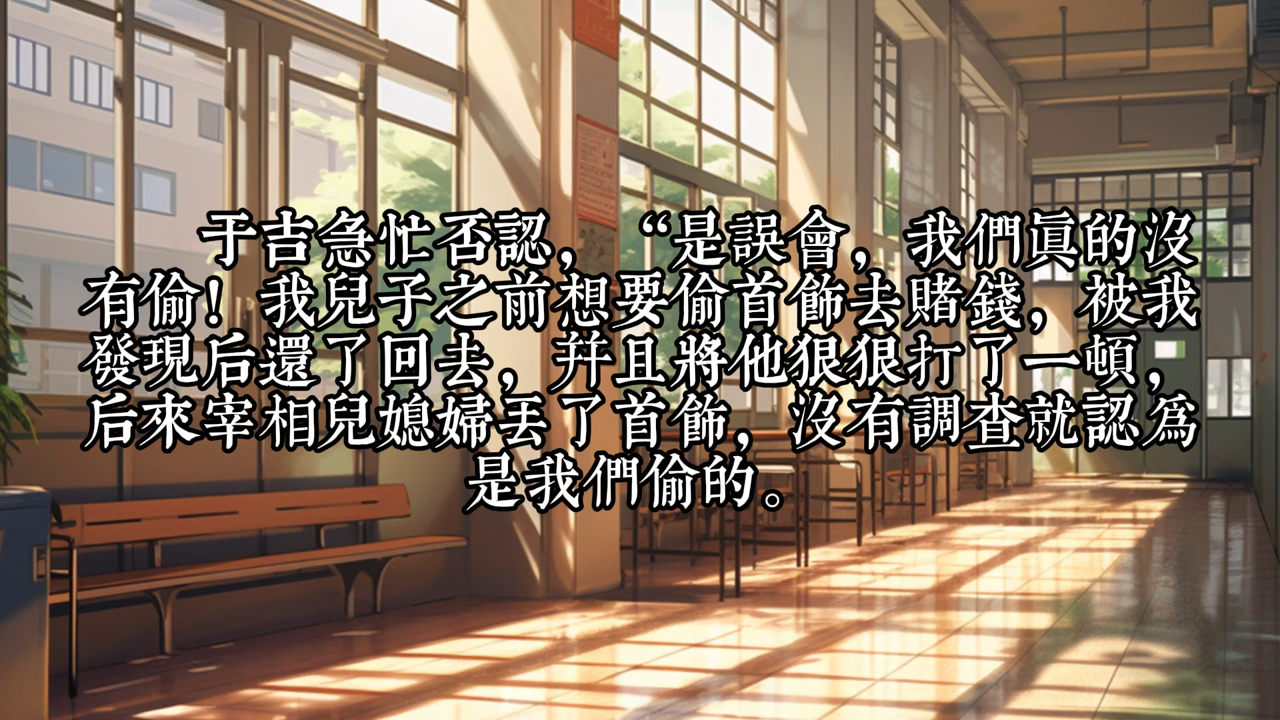 于吉急忙否認，“是誤會，我們眞的沒
有偷！我兒子之前想要偷首飾去賭錢，被我
發現后還了回去，幷且將他狠狠打了一頓，
后來宰相兒媳婦丟了首飾，沒有調查就認爲
是我們偷的。